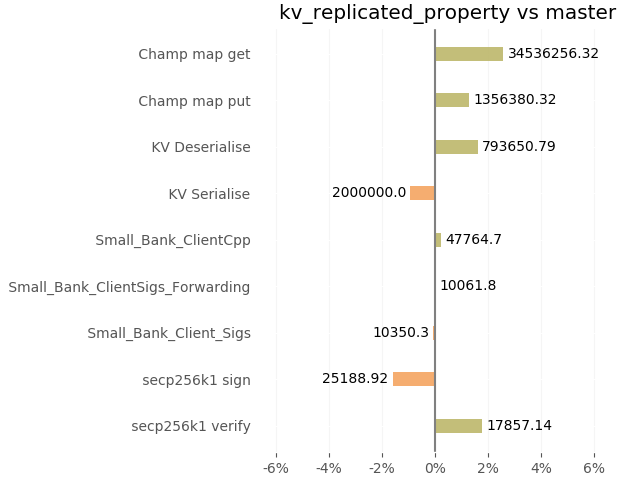 kv_replicated_property vs master
Champ map get 34536256.32
Champ map put 1356380.32
KV Deserialise 793650.79
KV Serialise 2000000.0
Small_Bank_ClientCpp 47764.7
Small_Bank_ClientSigs_Forwarding 10061.8
Small_Bank_Client_Sigs 10350.3
secp256k1 sign 25188.92
secp256k1 verify 17857.14
-6% -4% -2% 0% 2% 4% 6%